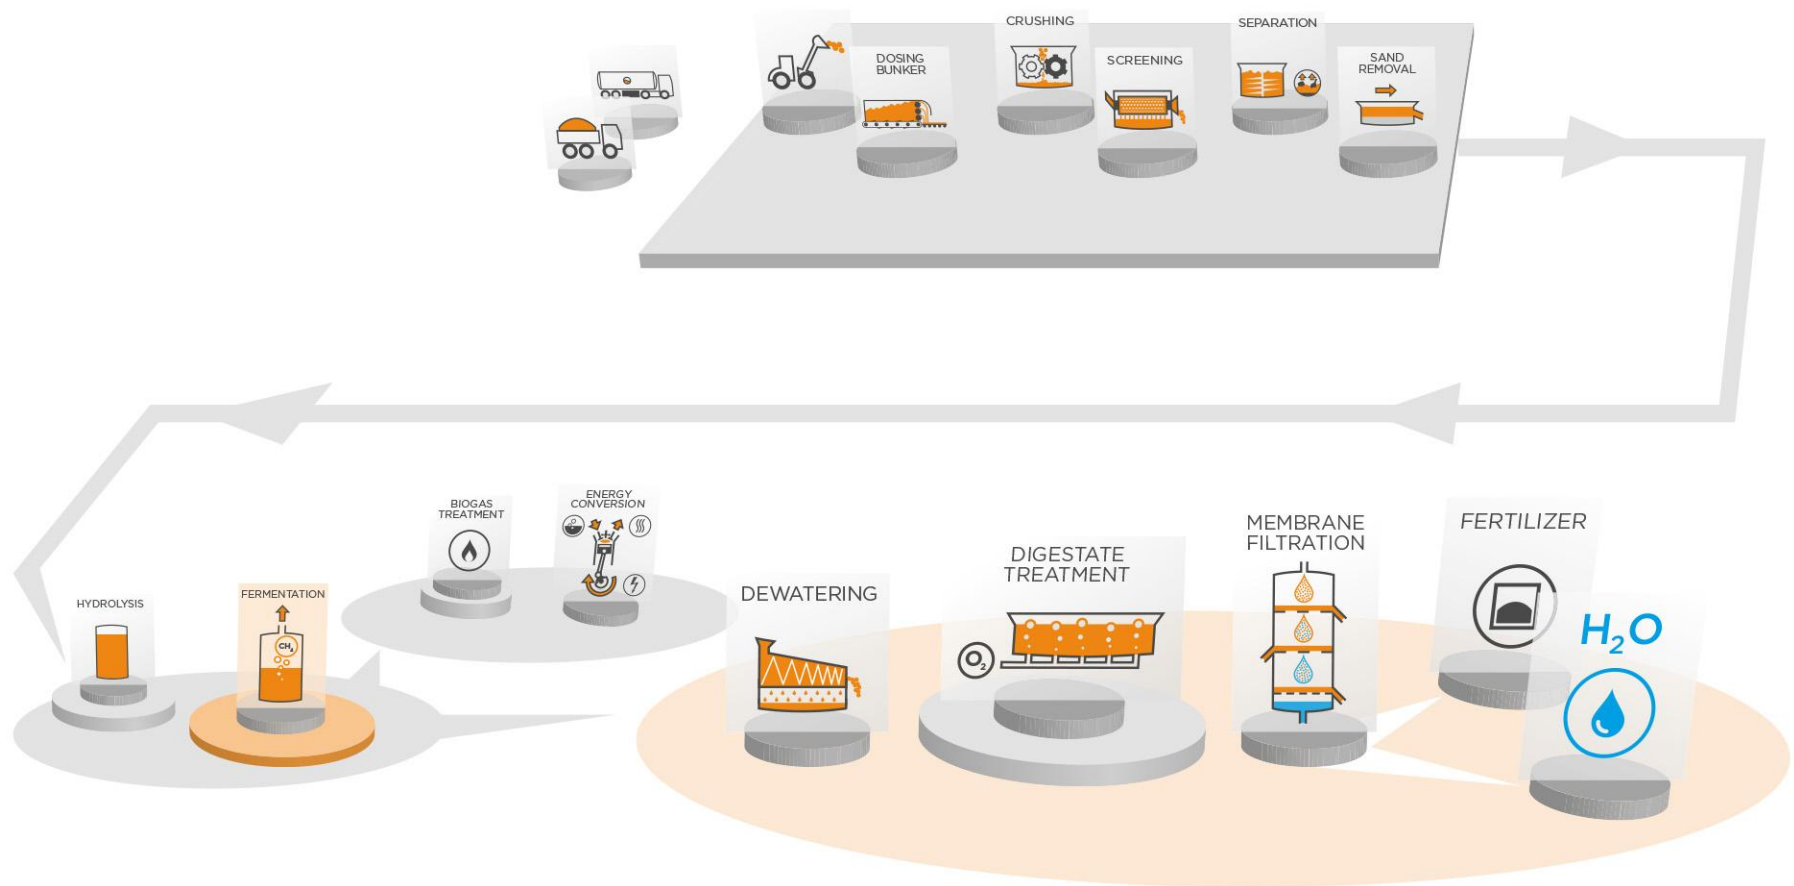 CRUSHING
SEPARATION
DOSING
BUNKER
SCREENING
SAND
REMOVAL
BIOGAS
TREATMENT
ENERGY
CONVERSION
HYDROLYSIS
FERMENTATION
CH₄
DEWATERING
DIGESTATE
TREATMENT
O₂
MEMBRANE
FILTRATION
FERTILIZER
H₂O